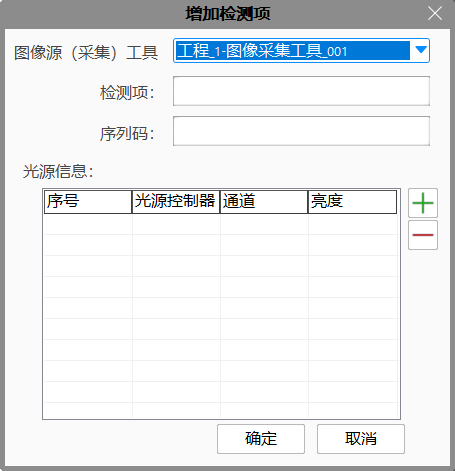 增加检测项
图像源（采集）工具 工程_1-图像采集工具_001
检测项：
序列码：
光源信息：
序号 光源控制器 通道 亮度
确定 取消